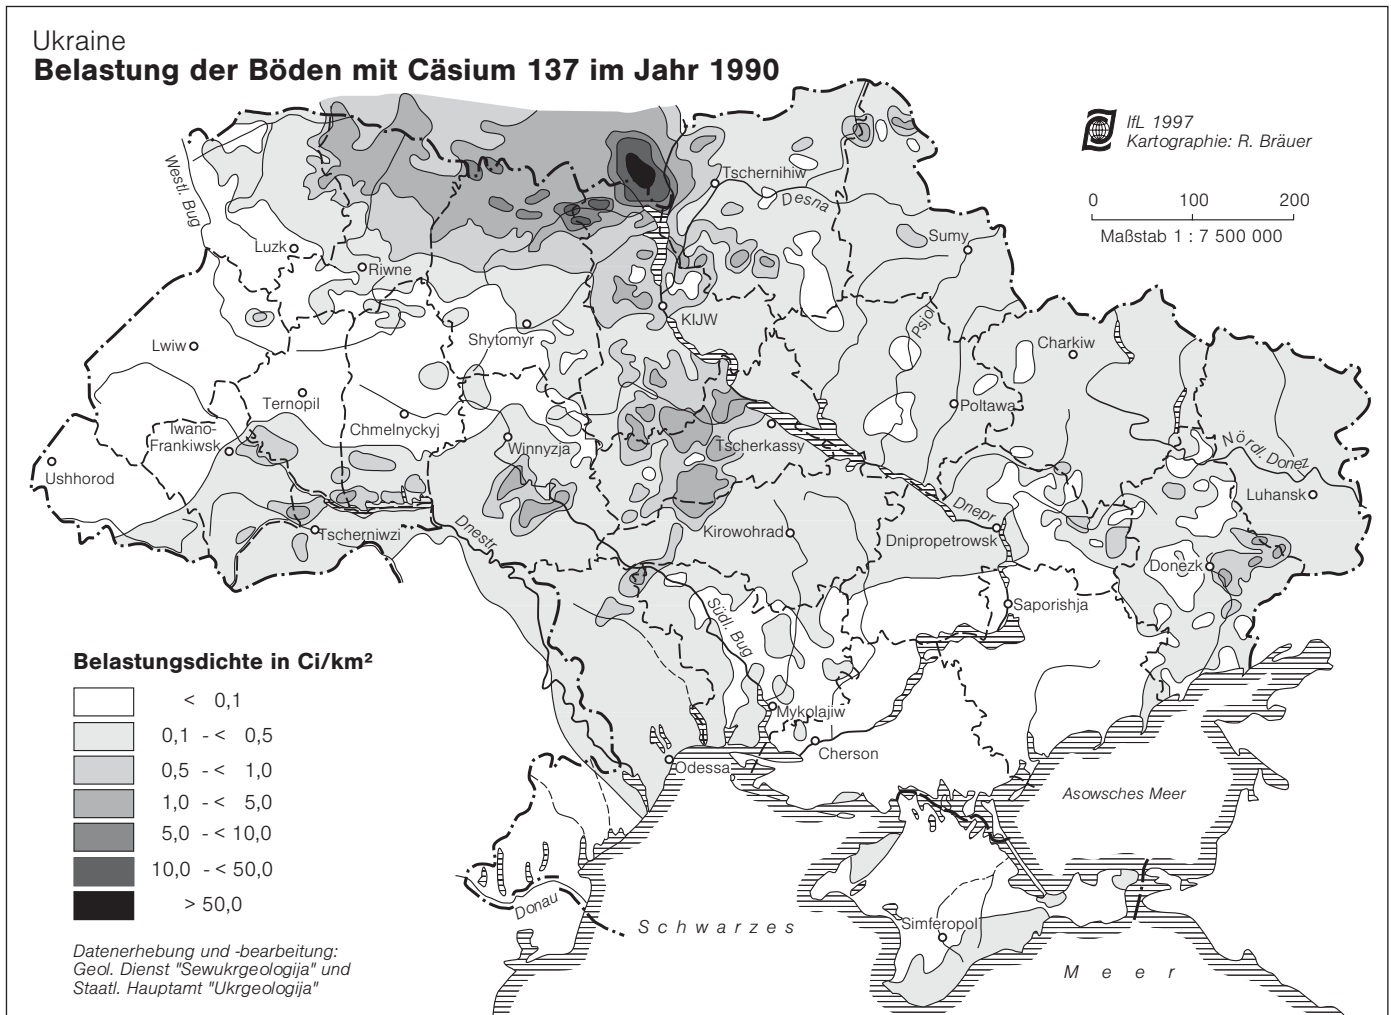 Ukraine
Belastung der Böden mit Cäsium 137 im Jahr 1990
IfL 1997
Kartographie: R. Bräuer
0 100 200
Maßstab 1 : 7 500 000
Westl. Bug
Tschernihiw
Desna
Luzk
Sumy
Riwne
KIJW
Psjol
Shytomyr
Lwiw
Charkiw
Ternopil
Poltawa
Iwano-
Frankiwsk
Chmelnyckyj
Winnyzja
Tscherkassy
Nördl. Donez
Ushhorod
Luhansk
Dnepr
Tscherniwzi
Dnestr
Kirowohrad
Dnipropetrowsk
Donezk
Südl. Bug
Saporishja
Belastungsdichte in Ci/km²
< 0,1
0,1 - < 0,5
0,5 - < 1,0
1,0 - < 5,0
5,0 - < 10,0
10,0 - < 50,0
> 50,0
Mykolajiw
Cherson
Odessa
Asowsches Meer
Donau
Schwarzes
Simferopol
Meer
Datenerhebung und -bearbeitung:
Geol. Dienst "Sewukrgeologija" und
Staatl. Hauptamt "Ukrgeologija"